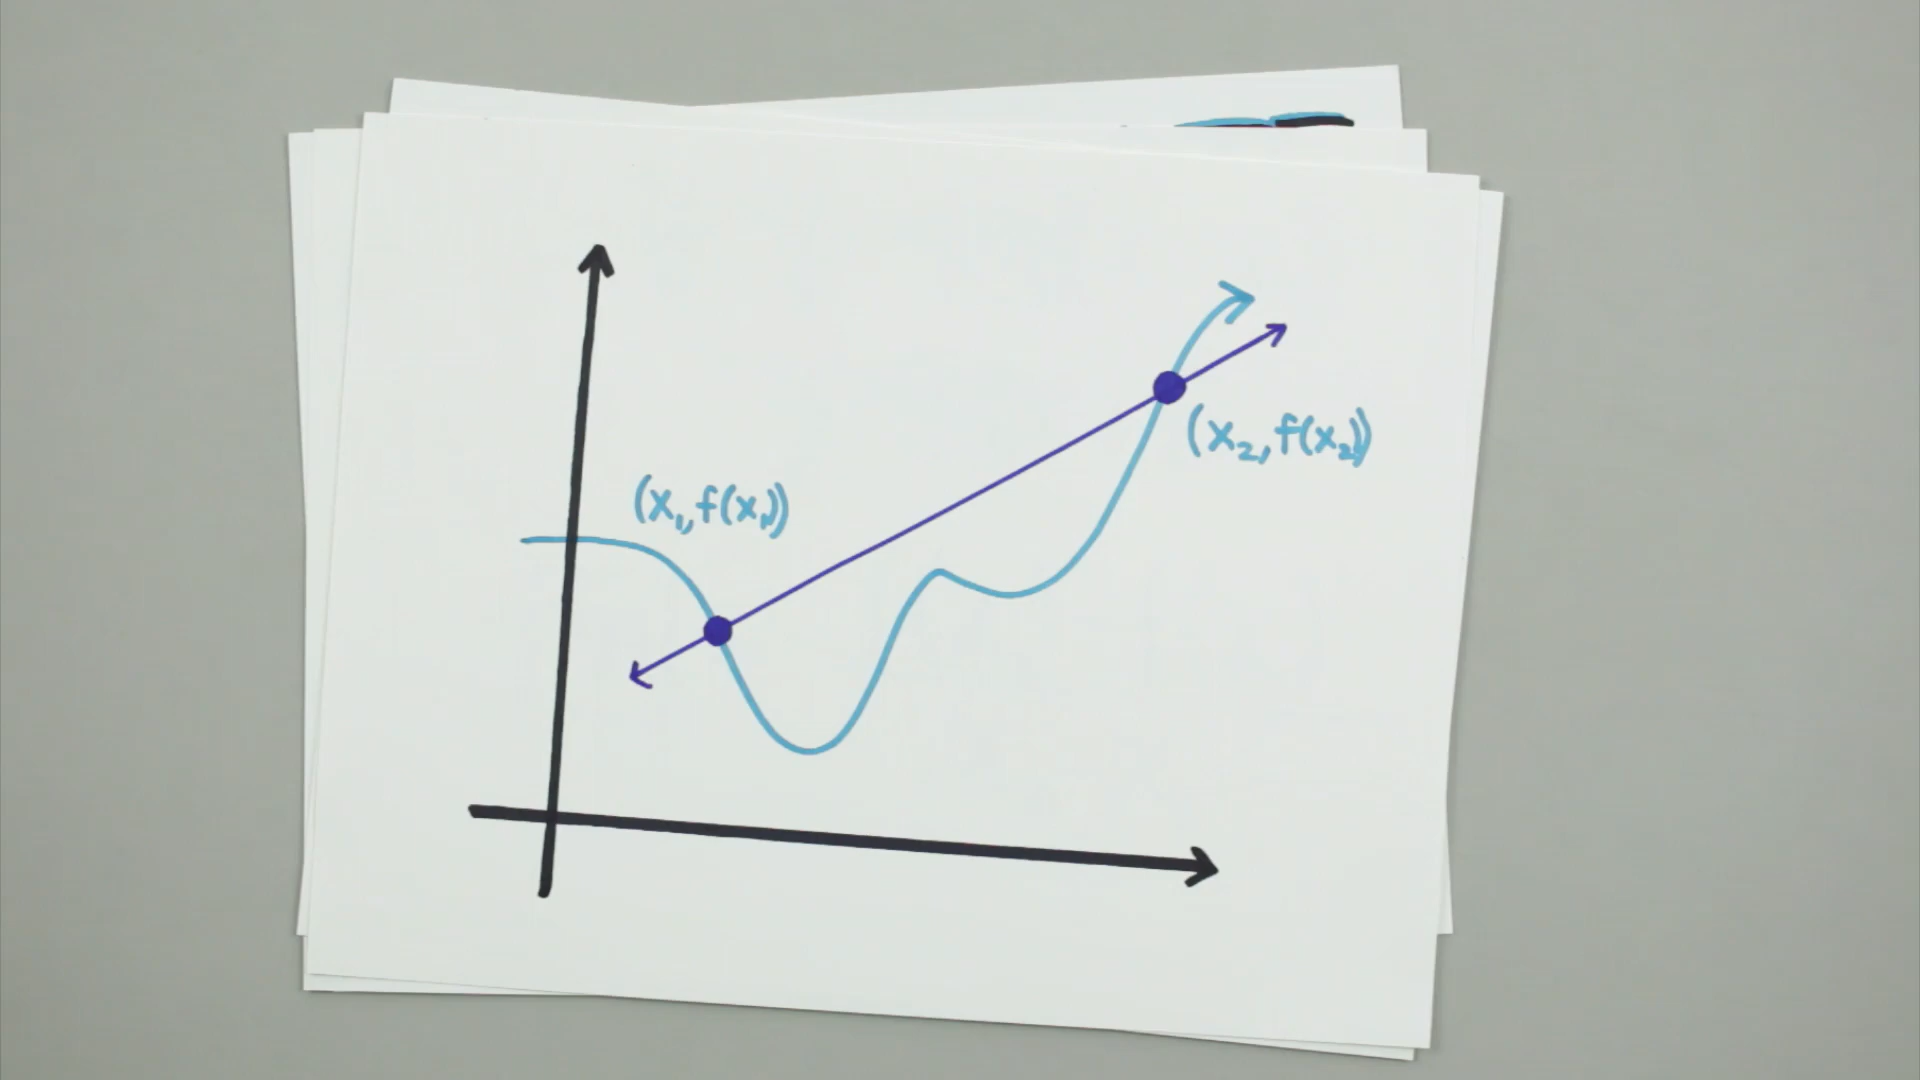 (x₁, f(x₁))
(x₂, f(x₂))